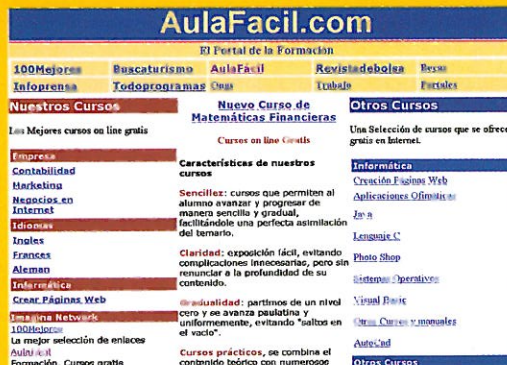 AulaFacil.com
El Portal de la Formación
100Mejores Buscaturismo AulaFácil Revistadebolsa Becas
Infoprensa Todoprogramas Ongs Trabajo Portales
Nuestros Cursos
Los Mejores cursos on line gratis
Empresa
Contabilidad
Marketing
Negocios en
Internet
Idiomas
Ingles
Frances
Aleman
Informática
Crear Páginas Web
Imagina Network
100Mejores
La mejor selección de enlaces
AulaFacil
Formación. Cursos gratis
Nuevo Curso de
Matemáticas Financieras
Cursos on line Gratis
Características de nuestros
cursos
Sencillez: cursos que permiten al
alumno avanzar y progresar de
manera sencilla y gradual,
facilitándole una perfecta asimilación
del temario.
Claridad: exposición fácil, evitando
complicaciones innecesarias, pero sin
renunciar a la profundidad de su
contenido.
Gradualidad: partimos de un nivel
cero y se avanza paulatina y
uniformemente, evitando "saltos en
el vacío".
Cursos prácticos, se combina el
contenido teórico con numerosos
Otros Cursos
Una Selección de cursos que se ofrece
gratis en Internet.
Informática
Creación Páginas Web
Aplicaciones Ofimáticas
Java
Lenguaje C
Photo Shop
Sistemas Operativos
Visual Basic
Otros Cursos y manuales
AutoCad
Otros Cursos